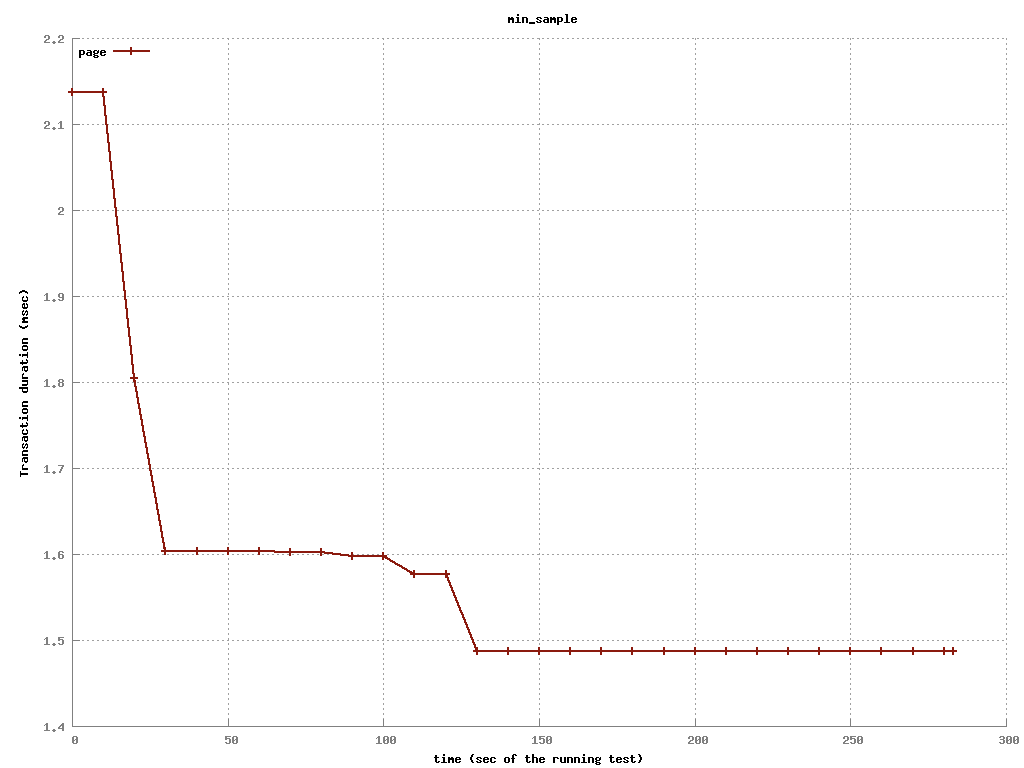 min_sample
page
2.2
2.1
2
1.9
1.8
1.7
1.6
1.5
1.4
Transaction duration (msec)
0 50 100 150 200 250 300
time (sec of the running test)